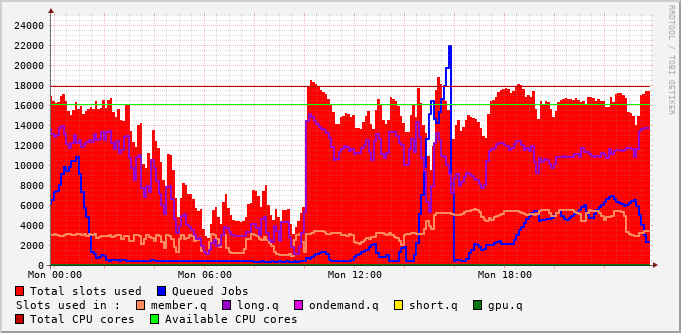 24000
22000
20000
18000
16000
14000
12000
10000
8000
6000
4000
2000
0
Mon 00:00 Mon 06:00 Mon 12:00 Mon 18:00
RRDTOOL / TOBI OETIKER
Total slots used Queued Jobs
Slots used in : member.q long.q ondemand.q short.q gpu.q
Total CPU cores Available CPU cores